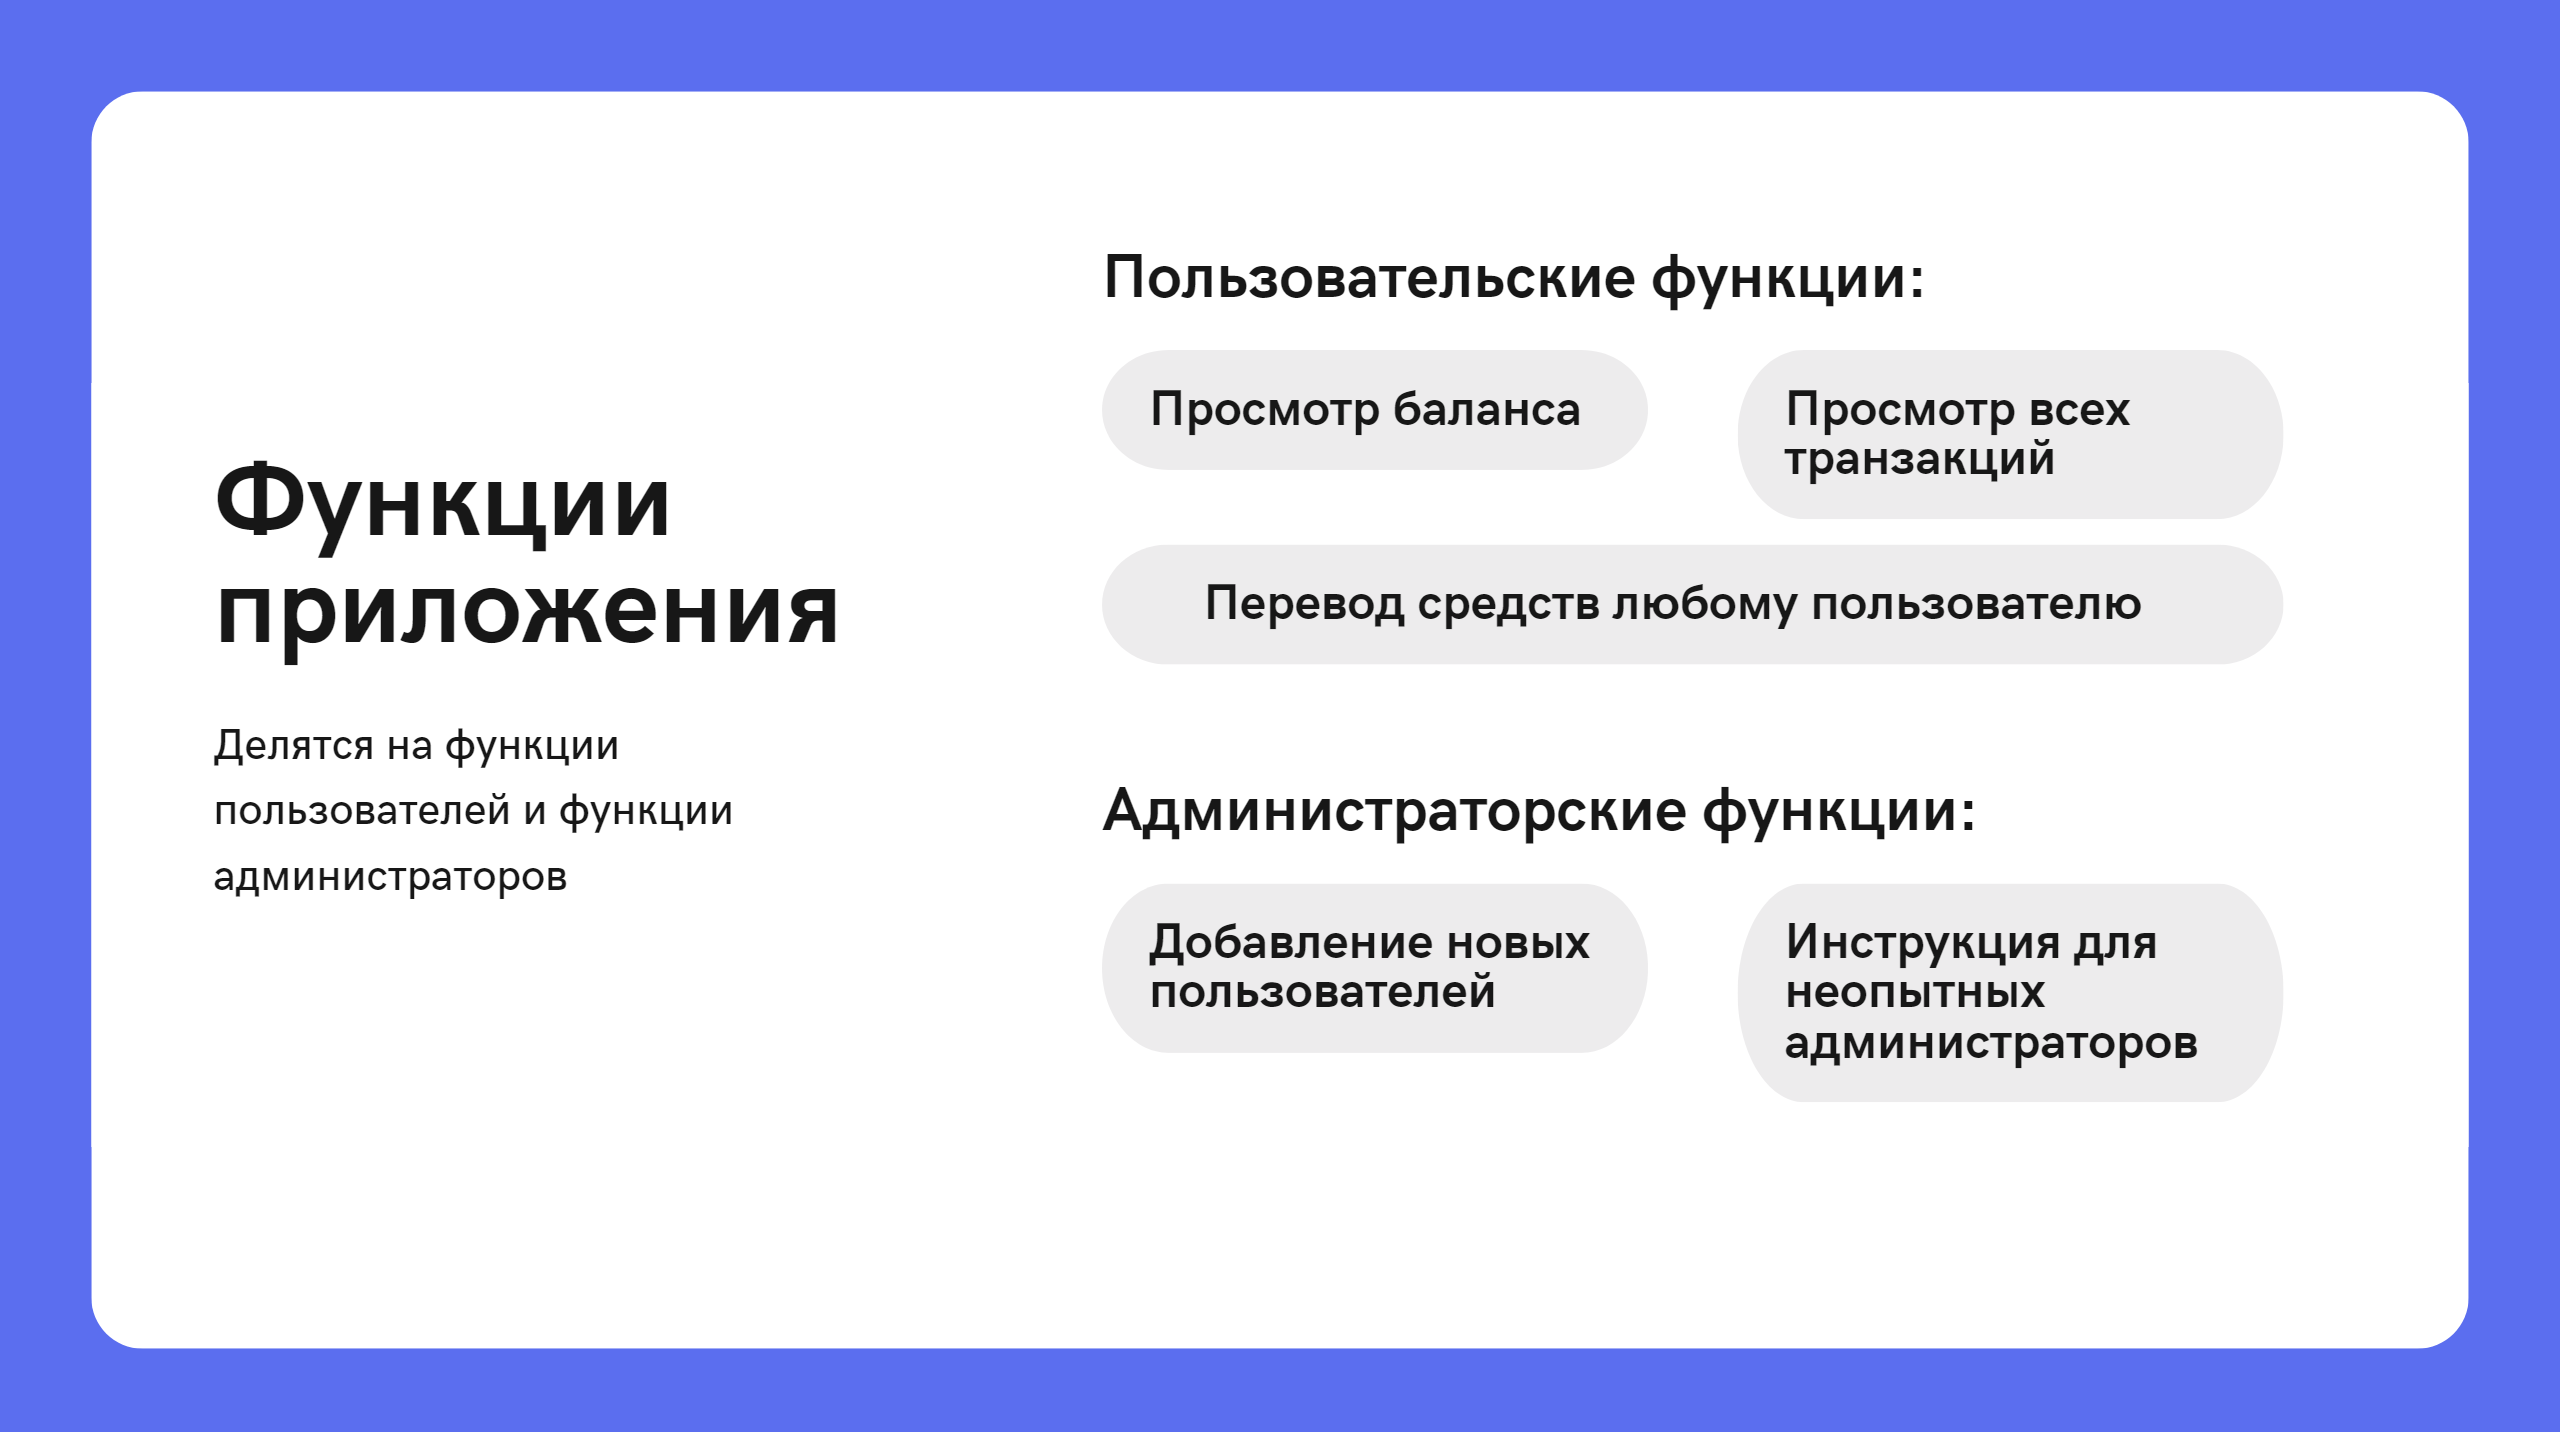 Функции
приложения
Делятся на функции
пользователей и функции
администраторов
Пользовательские функции:
Просмотр баланса
Просмотр всех
транзакций
Перевод средств любому пользователю
Администраторские функции:
Добавление новых
пользователей
Инструкция для
неопытных
администраторов